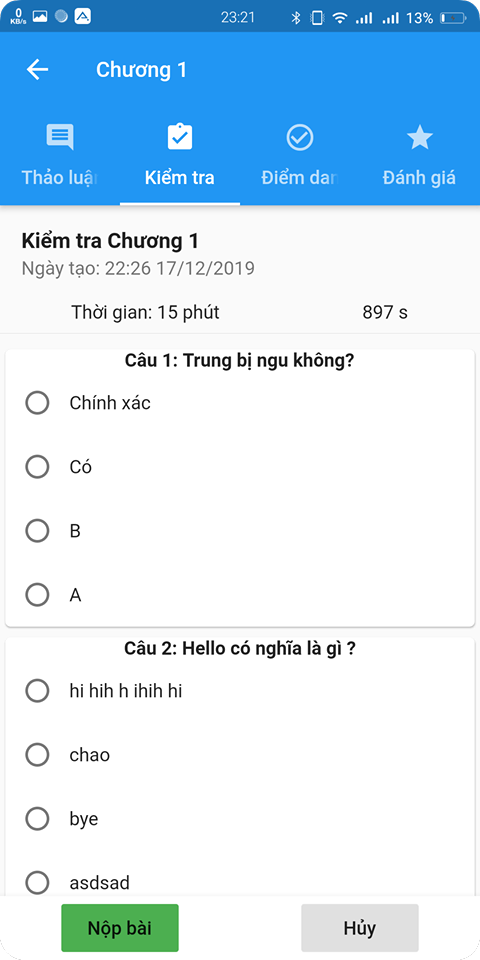 0
KB/s
23:21
13%
Chương 1
Thảo luậ
Kiểm tra
Điểm dan
Đánh giá
Kiểm tra Chương 1
Ngày tạo: 22:26 17/12/2019
Thời gian: 15 phút
897 s
Câu 1: Trung bị ngu không?
Chính xác
Có
B
A
Câu 2: Hello có nghĩa là gì ?
hi hih h ihih hi
chao
bye
asdsad
Nộp bài
Hủy